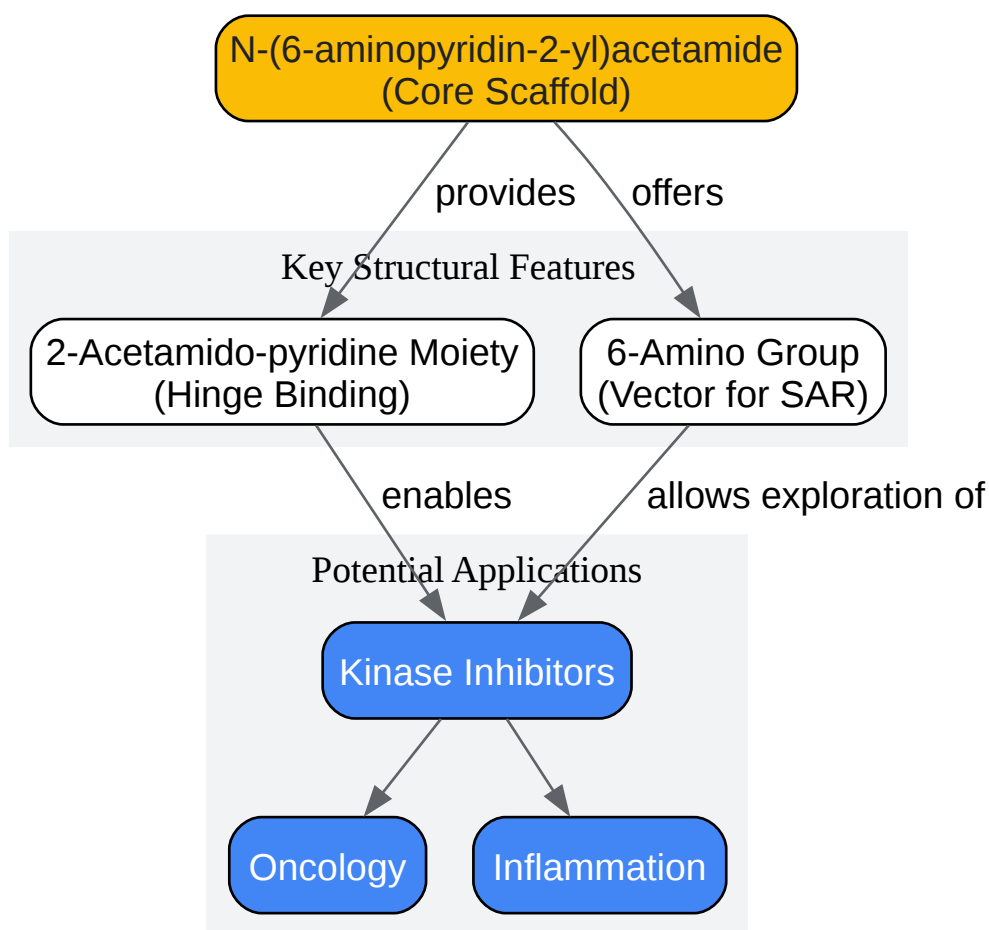 N-(6-aminopyridin-2-yl)acetamide
(Core Scaffold)
provides
offers
Key Structural Features
2-Acetamido-pyridine Moiety
(Hinge Binding)
6-Amino Group
(Vector for SAR)
enables
allows exploration of
Potential Applications
Kinase Inhibitors
Oncology
Inflammation